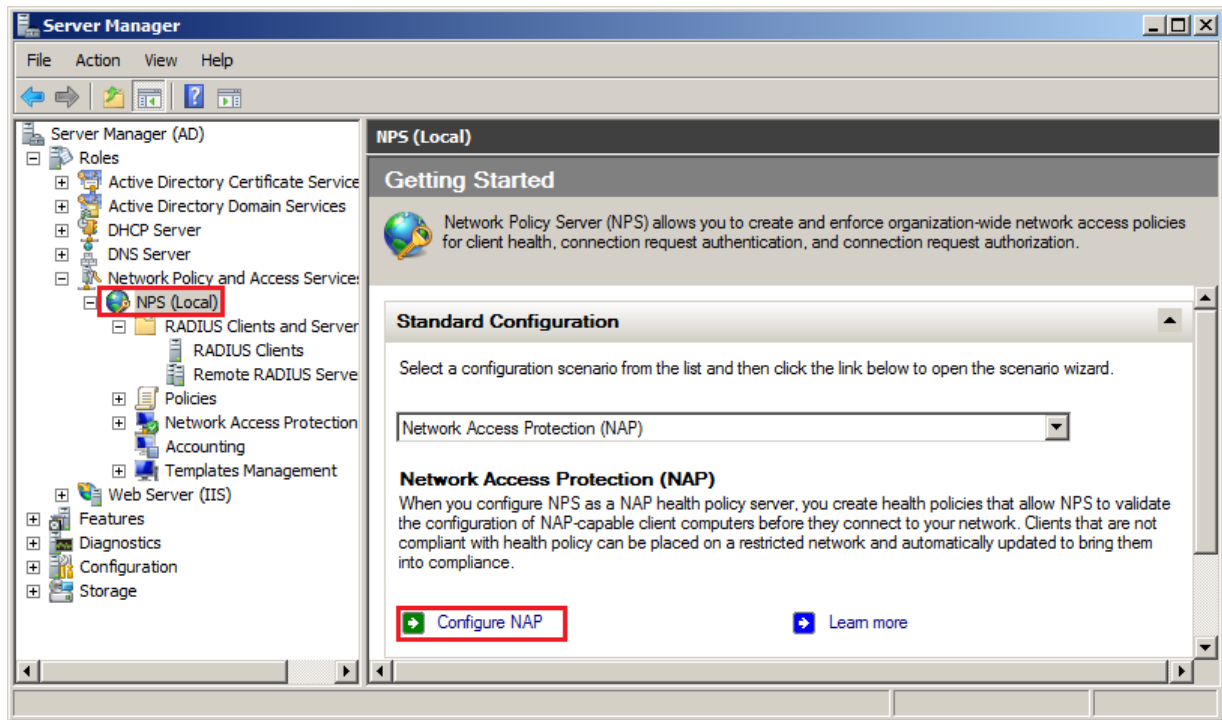 Server Manager
File Action View Help
Server Manager (AD)
Roles
Active Directory Certificate Service
Active Directory Domain Services
DHCP Server
DNS Server
Network Policy and Access Service
NPS (Local)
RADIUS Clients and Server
RADIUS Clients
Remote RADIUS Serve
Policies
Network Access Protection
Accounting
Templates Management
Web Server (IIS)
Features
Diagnostics
Configuration
Storage
NPS (Local)
Getting Started
Network Policy Server (NPS) allows you to create and enforce organization-wide network access policies
for client health, connection request authentication, and connection request authorization.
Standard Configuration
Select a configuration scenario from the list and then click the link below to open the scenario wizard.
Network Access Protection (NAP)
Network Access Protection (NAP)
When you configure NPS as a NAP health policy server, you create health policies that allow NPS to validate
the configuration of NAP-capable client computers before they connect to your network. Clients that are not
compliant with health policy can be placed on a restricted network and automatically updated to bring them
into compliance.
Configure NAP
Learn more